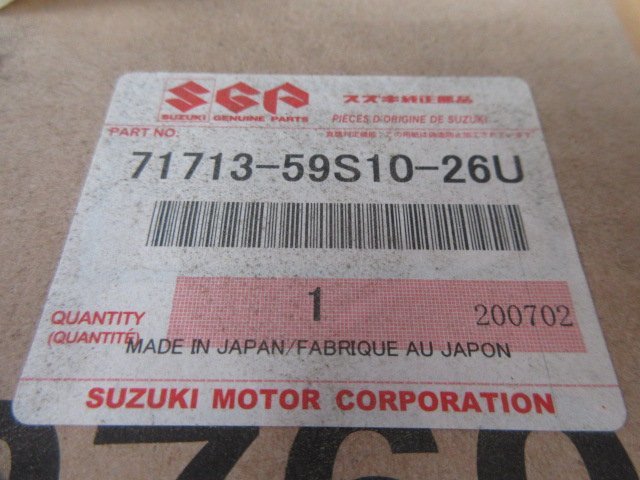 SGP スズキ純正部品
SUZUKI GENUINE PARTS PIÈCES D'ORIGINE DE SUZUKI
PART NO.
71713-59S10-26U
QUANTITY 1 200702
(QUANTITÉ)
MADE IN JAPAN/FABRIQUE AU JAPON
SUZUKI MOTOR CORPORATION